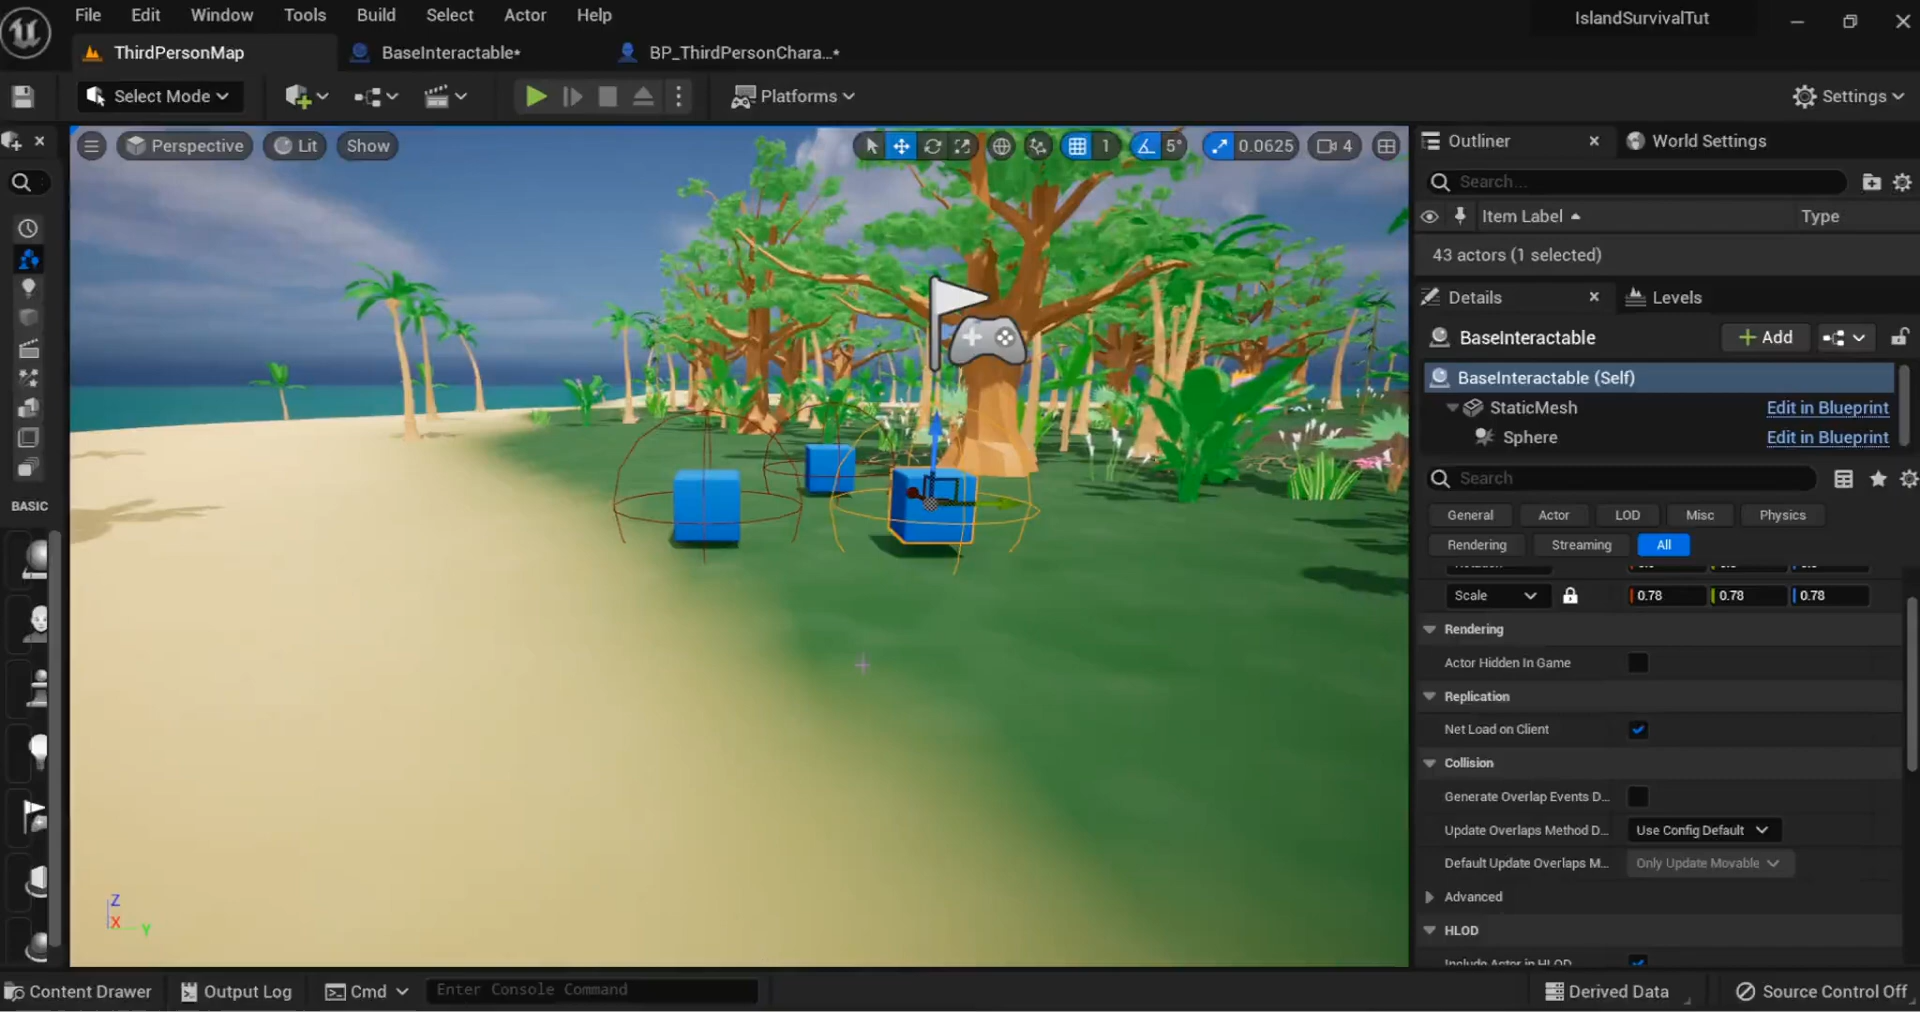 File Edit Window Tools Build Select Actor Help IslandSurvivalTut
ThirdPersonMap BaseInteractable* BP_ThirdPersonChara...*
Select Mode Platforms Settings
Perspective Lit Show 1 5° 0.0625 4
Outliner World Settings
Search...
Item Label Type
43 actors (1 selected)
Details Levels
BaseInteractable + Add
BaseInteractable (Self)
StaticMesh Edit in Blueprint
Sphere Edit in Blueprint
Search
BASIC
General Actor LOD Misc Physics
Rendering Streaming All
Scale 0.78 0.78 0.78
Rendering
Actor Hidden In Game
Replication
Net Load on Client
Collision
Generate Overlap Events D...
Update Overlaps Method D... Use Config Default
Default Update Overlaps M... Only Update Movable
Advanced
HLOD
Include Actor in HLOD
Z
X
Y
Content Drawer Output Log Cmd Enter Console Command Derived Data Source Control Off